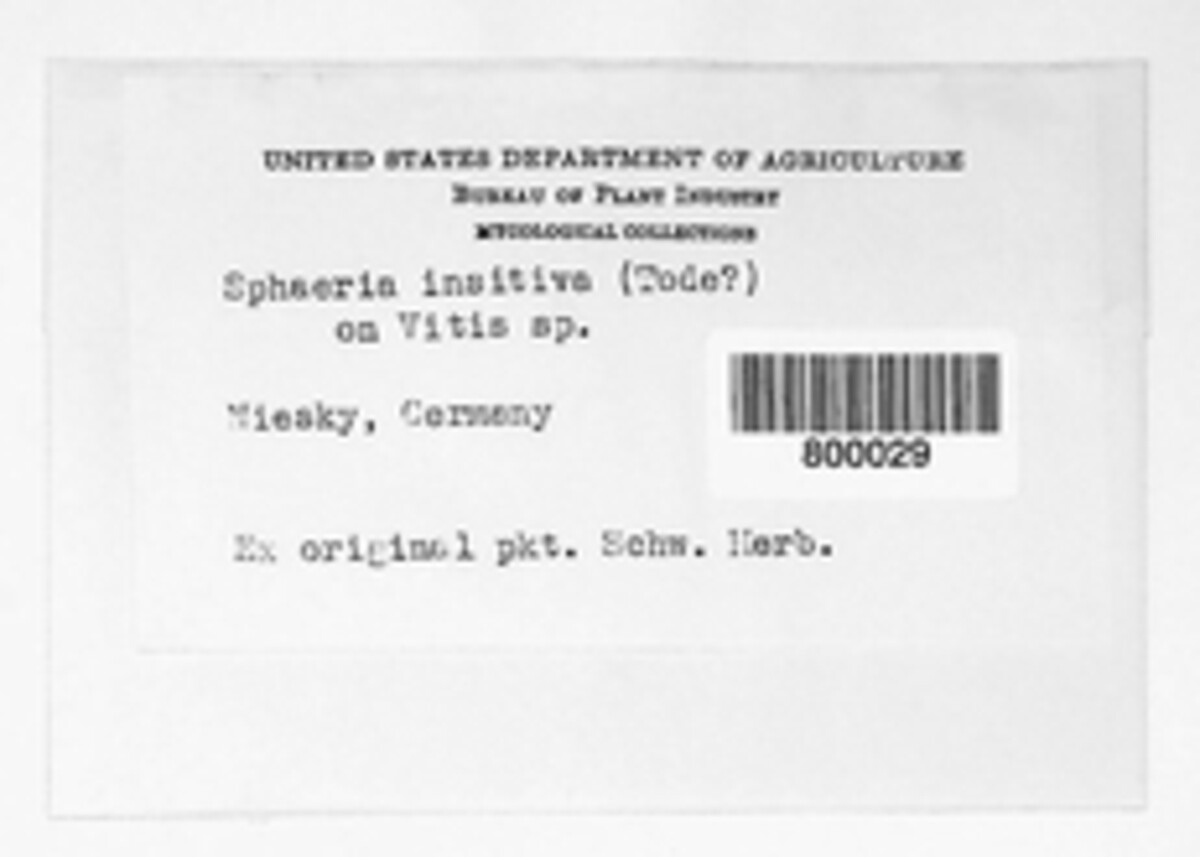 UNITED STATES DEPARTMENT OF AGRICULTURE
BUREAU OF PLANT INDUSTRY
MYCOLOGICAL COLLECTIONS
Sphaeria insitiva (Tode?)
on Vitis sp.
Niesky, Germany
800029
Ex original pkt. Schw. Herb.